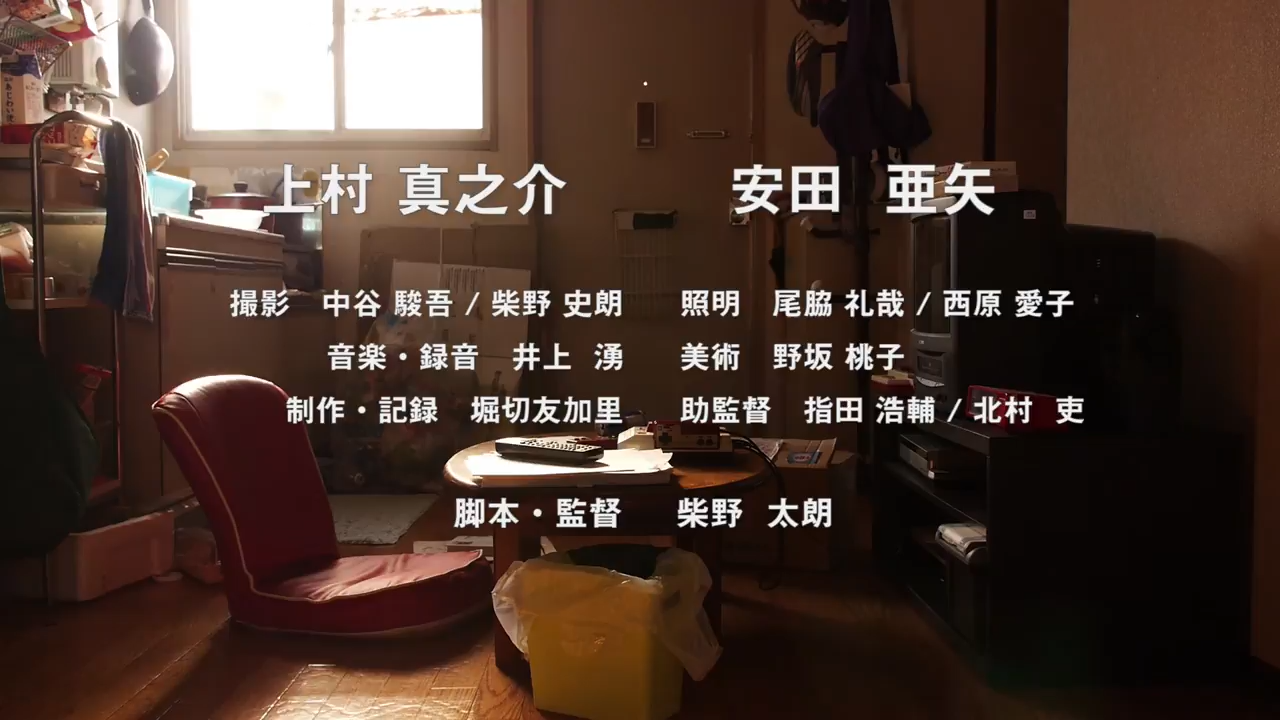 上村 真之介　安田 亜矢
撮影　中谷 駿吾 / 柴野 史朗　照明　尾脇 礼哉 / 西原 愛子
音楽・録音　井上 湧　美術　野坂 桃子
制作・記録　堀切友加里　助監督　指田 浩輔 / 北村 吏
脚本・監督　柴野 太朗